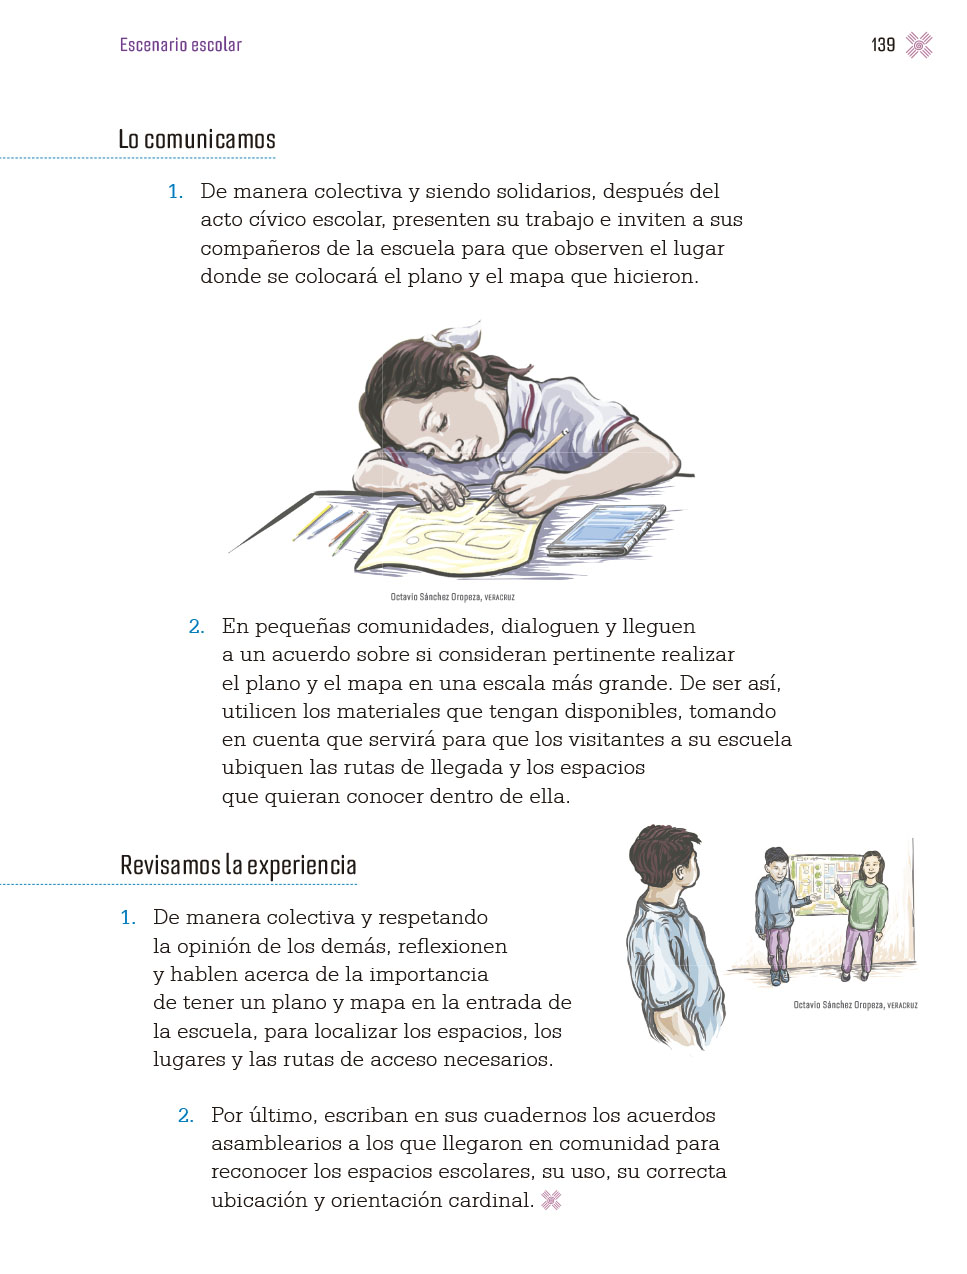 Escenario escolar
139
Lo comunicamos
1. De manera colectiva y siendo solidarios, después del
acto cívico escolar, presenten su trabajo e inviten a sus
compañeros de la escuela para que observen el lugar
donde se colocará el plano y el mapa que hicieron.
Octavio Sánchez Oropeza, VERACRUZ
2. En pequeñas comunidades, dialoguen y lleguen
a un acuerdo sobre si consideran pertinente realizar
el plano y el mapa en una escala más grande. De ser así,
utilicen los materiales que tengan disponibles, tomando
en cuenta que servirá para que los visitantes a su escuela
ubiquen las rutas de llegada y los espacios
que quieran conocer dentro de ella.
Revisamos la experiencia
1. De manera colectiva y respetando
la opinión de los demás, reflexionen
y hablen acerca de la importancia
de tener un plano y mapa en la entrada de
la escuela, para localizar los espacios, los
lugares y las rutas de acceso necesarios.
Octavio Sánchez Oropeza, VERACRUZ
2. Por último, escriban en sus cuadernos los acuerdos
asamblearios a los que llegaron en comunidad para
reconocer los espacios escolares, su uso, su correcta
ubicación y orientación cardinal.